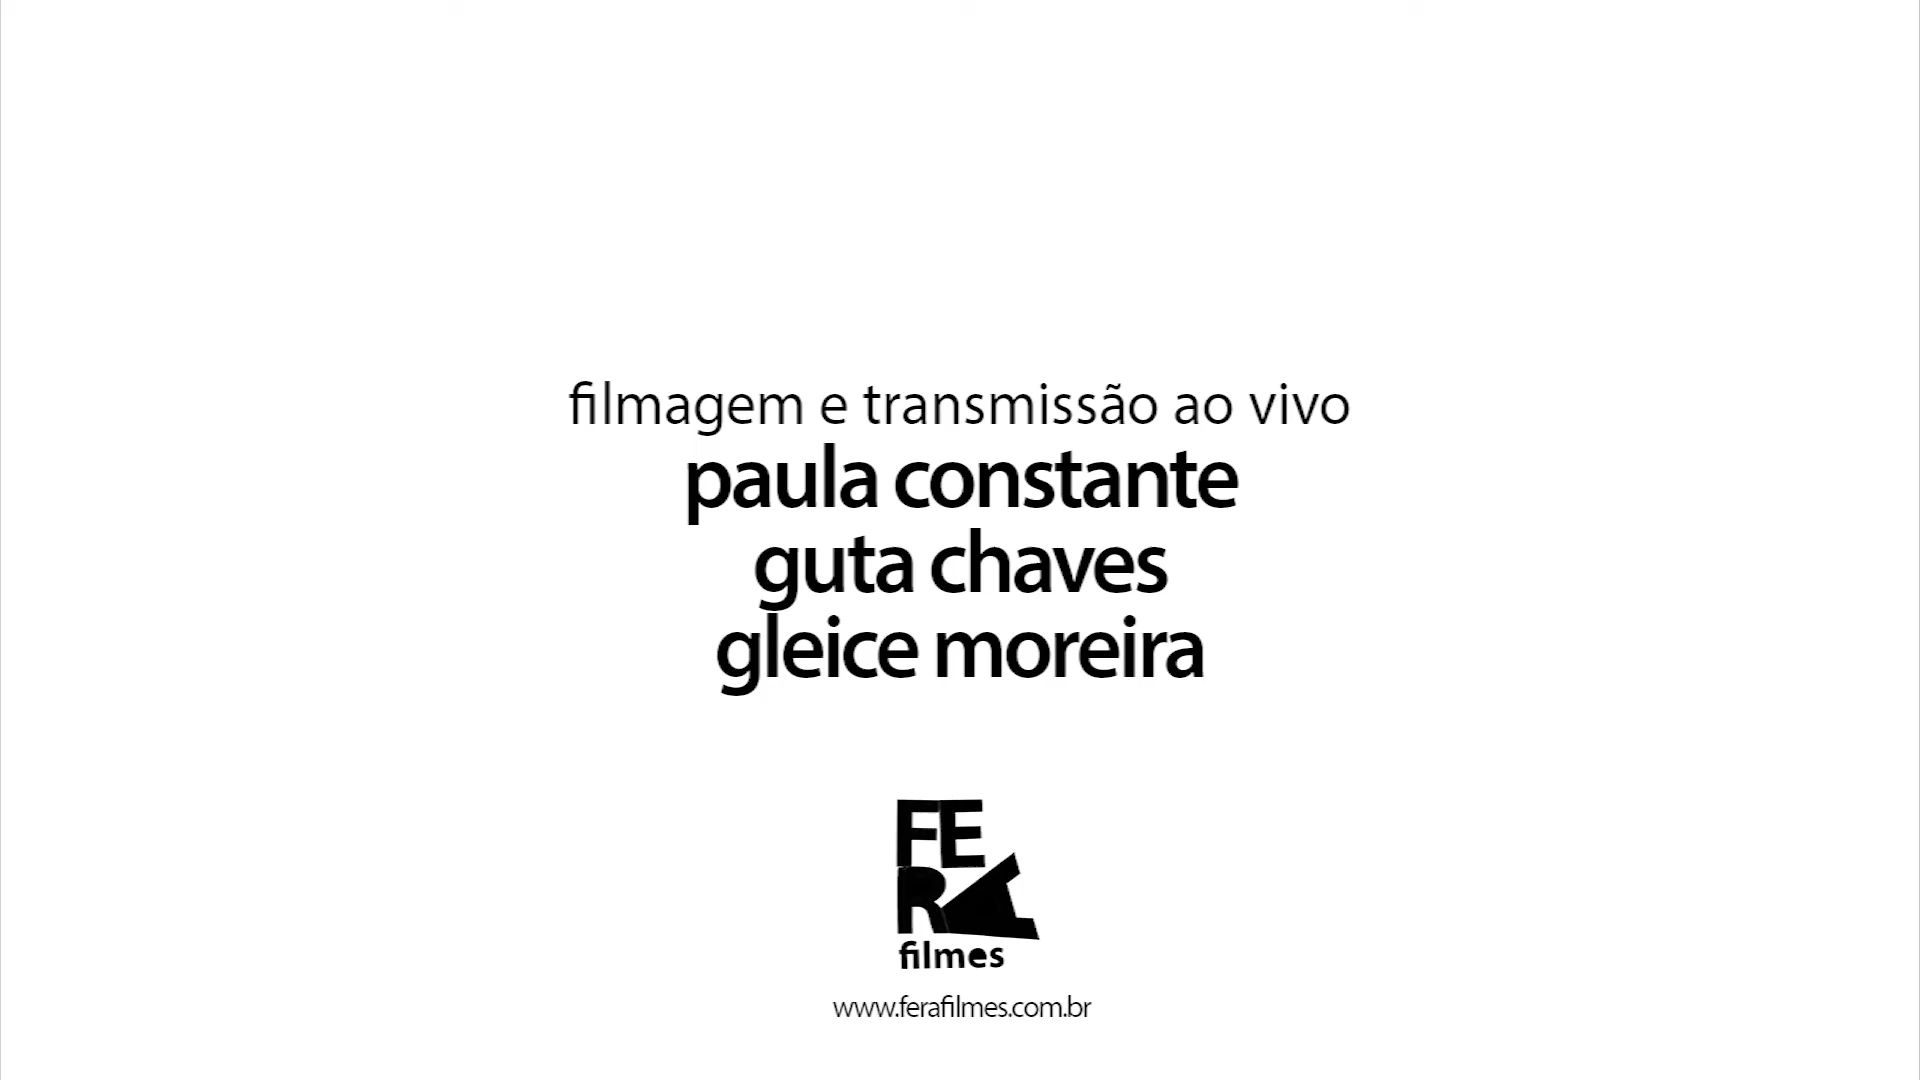 filmagem e transmissão ao vivo
paula constante
guta chaves
gleice moreira
FE
RA
filmes
www.ferafilmes.com.br